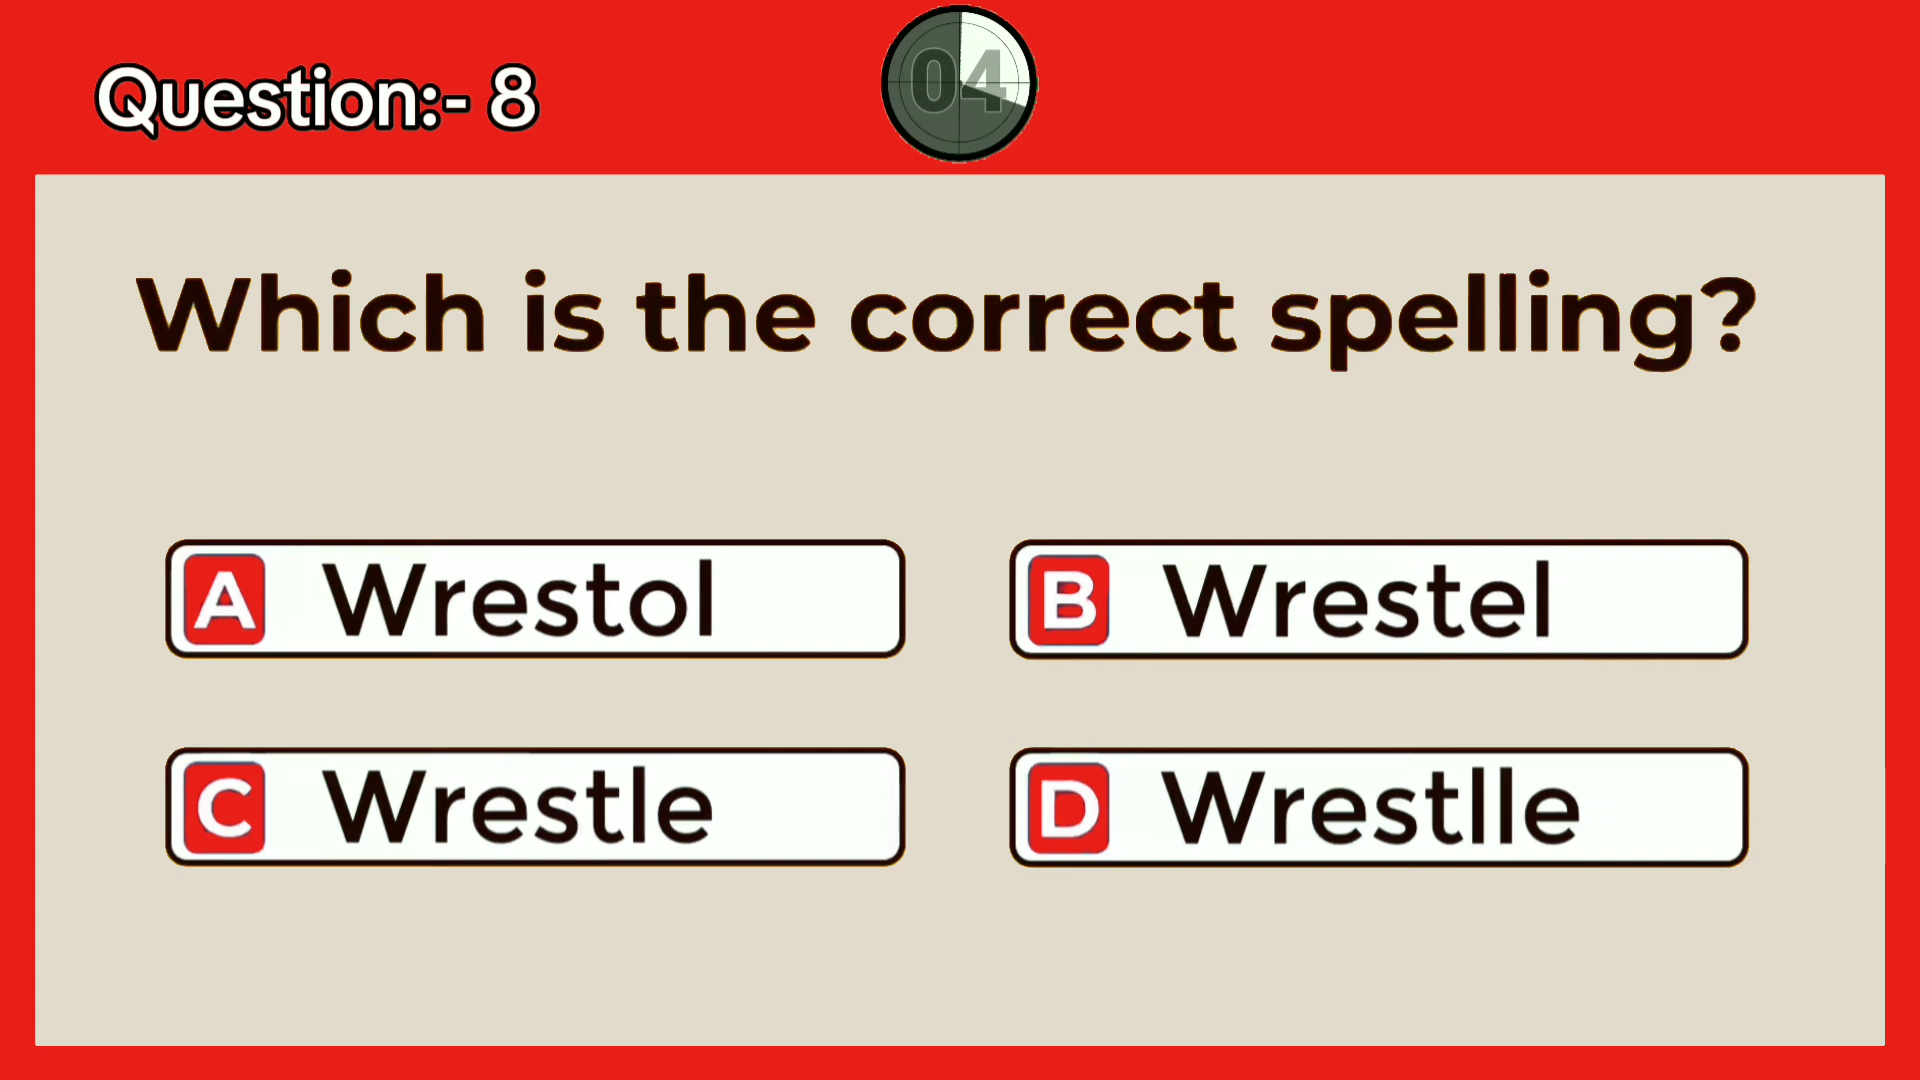 Question:- 8
04
Which is the correct spelling?
A Wrestol
B Wrestel
C Wrestle
D Wrestlle